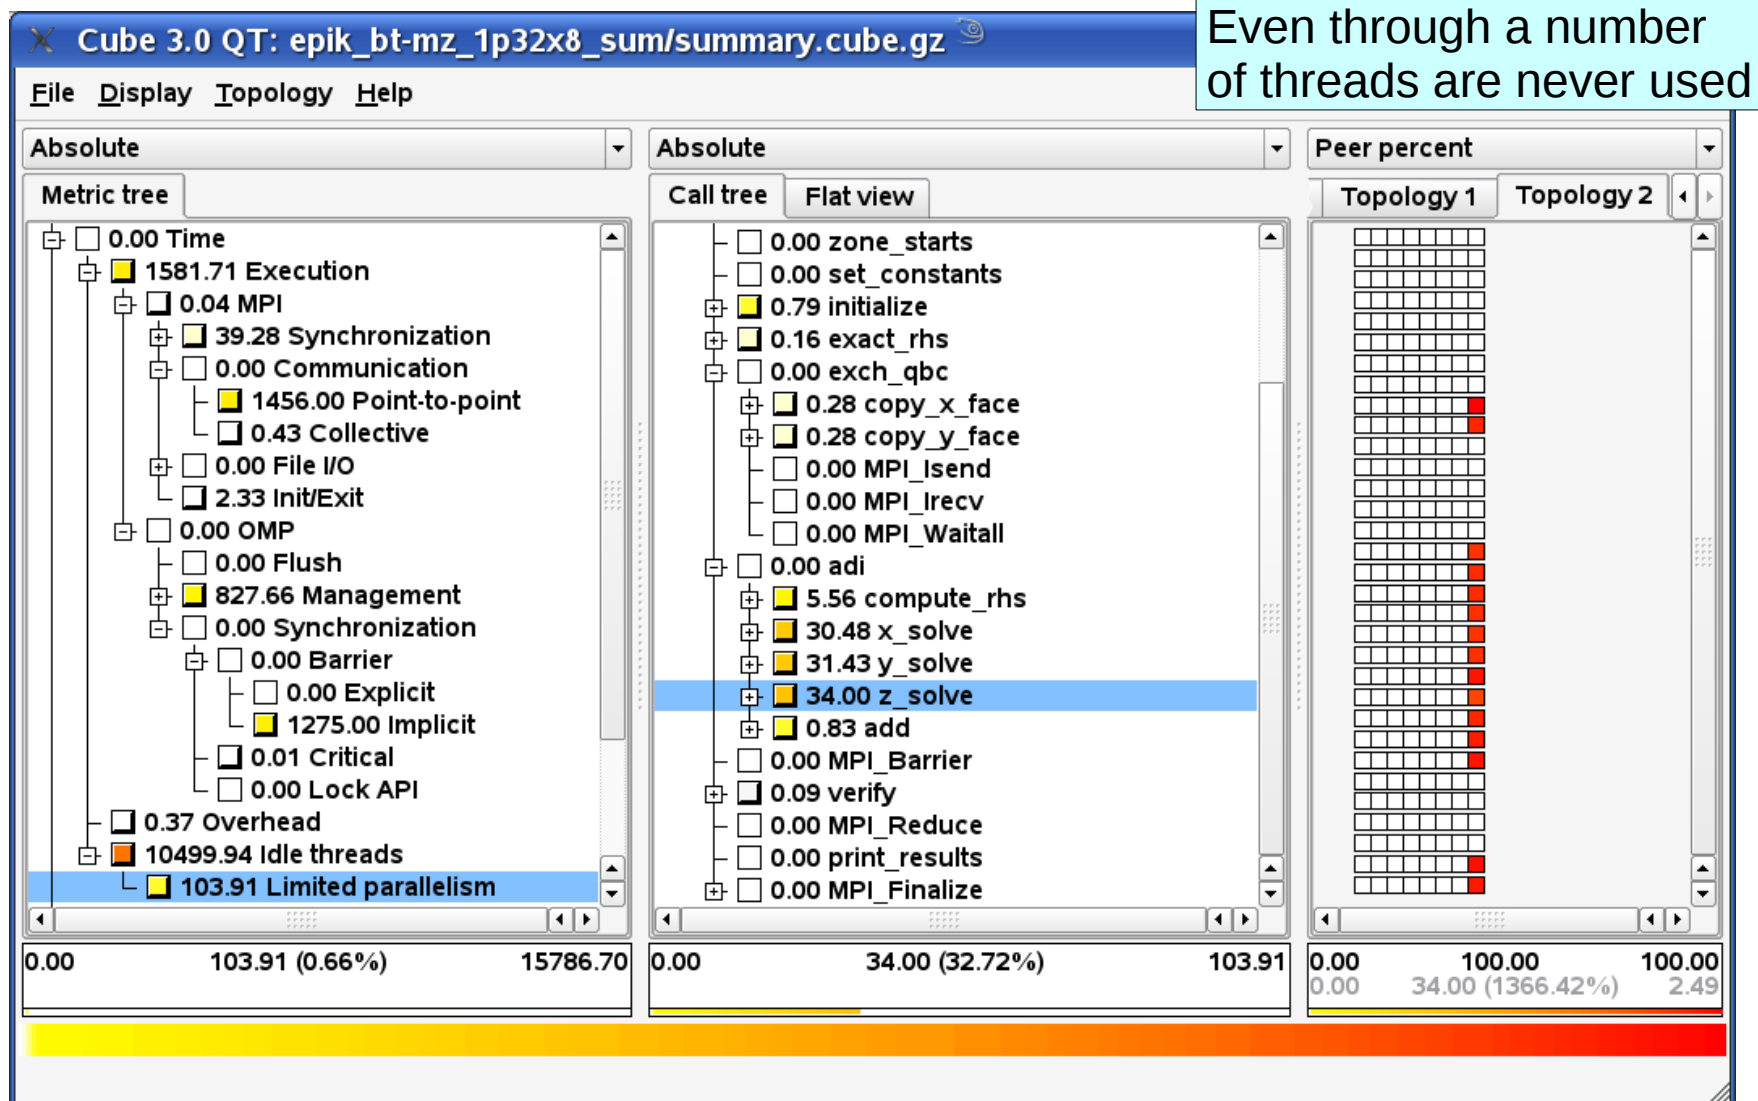 Even through a number
of threads are never used
Cube 3.0 QT: epik_bt-mz_1p32x8_sum/summary.cube.gz
File Display Topology Help
Absolute
Metric tree
0.00 Time
1581.71 Execution
0.04 MPI
39.28 Synchronization
0.00 Communication
1456.00 Point-to-point
0.43 Collective
0.00 File I/O
2.33 Init/Exit
0.00 OMP
0.00 Flush
827.66 Management
0.00 Synchronization
0.00 Barrier
0.00 Explicit
1275.00 Implicit
0.01 Critical
0.00 Lock API
0.37 Overhead
10499.94 Idle threads
103.91 Limited parallelism
0.00 103.91 (0.66%) 15786.70
Absolute
Call tree Flat view
0.00 zone_starts
0.00 set_constants
0.79 initialize
0.16 exact_rhs
0.00 exch_qbc
0.28 copy_x_face
0.28 copy_y_face
0.00 MPI_Isend
0.00 MPI_Irecv
0.00 MPI_Waitall
0.00 adi
5.56 compute_rhs
30.48 x_solve
31.43 y_solve
34.00 z_solve
0.83 add
0.00 MPI_Barrier
0.09 verify
0.00 MPI_Reduce
0.00 print_results
0.00 MPI_Finalize
0.00 34.00 (32.72%) 103.91
Peer percent
Topology 1 Topology 2
0.00 100.00 100.00
0.00 34.00 (1366.42%) 2.49